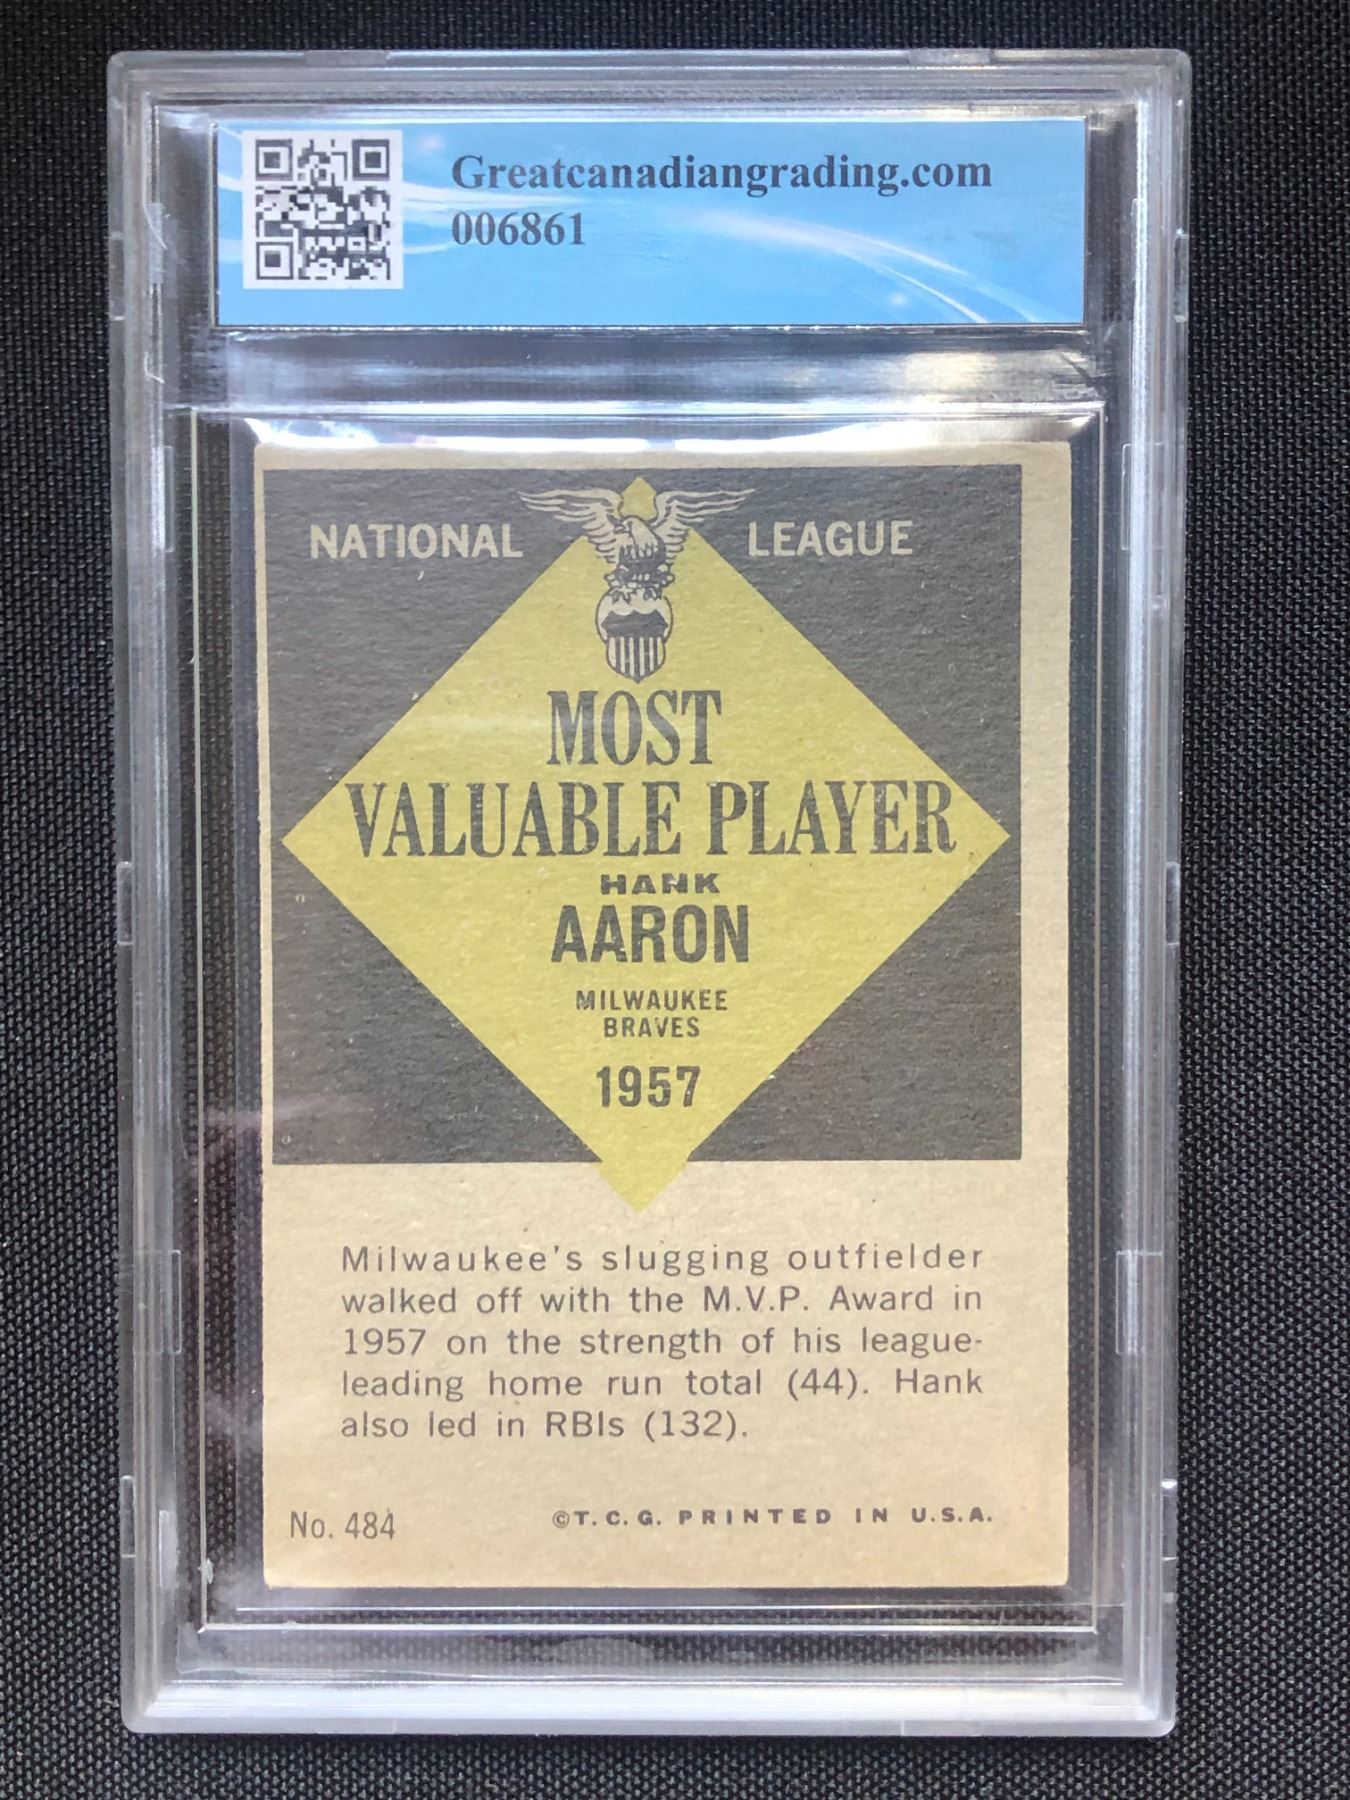 Greatcanadiangrading.com
006861
NATIONAL LEAGUE
MOST
VALUABLE PLAYER
HANK
AARON
MILWAUKEE
BRAVES
1957
Milwaukee's slugging outfielder
walked off with the M.V.P. Award in
1957 on the strength of his league-
leading home run total (44). Hank
also led in RBIs (132).
No. 484 ©T.C.G. PRINTED IN U.S.A.